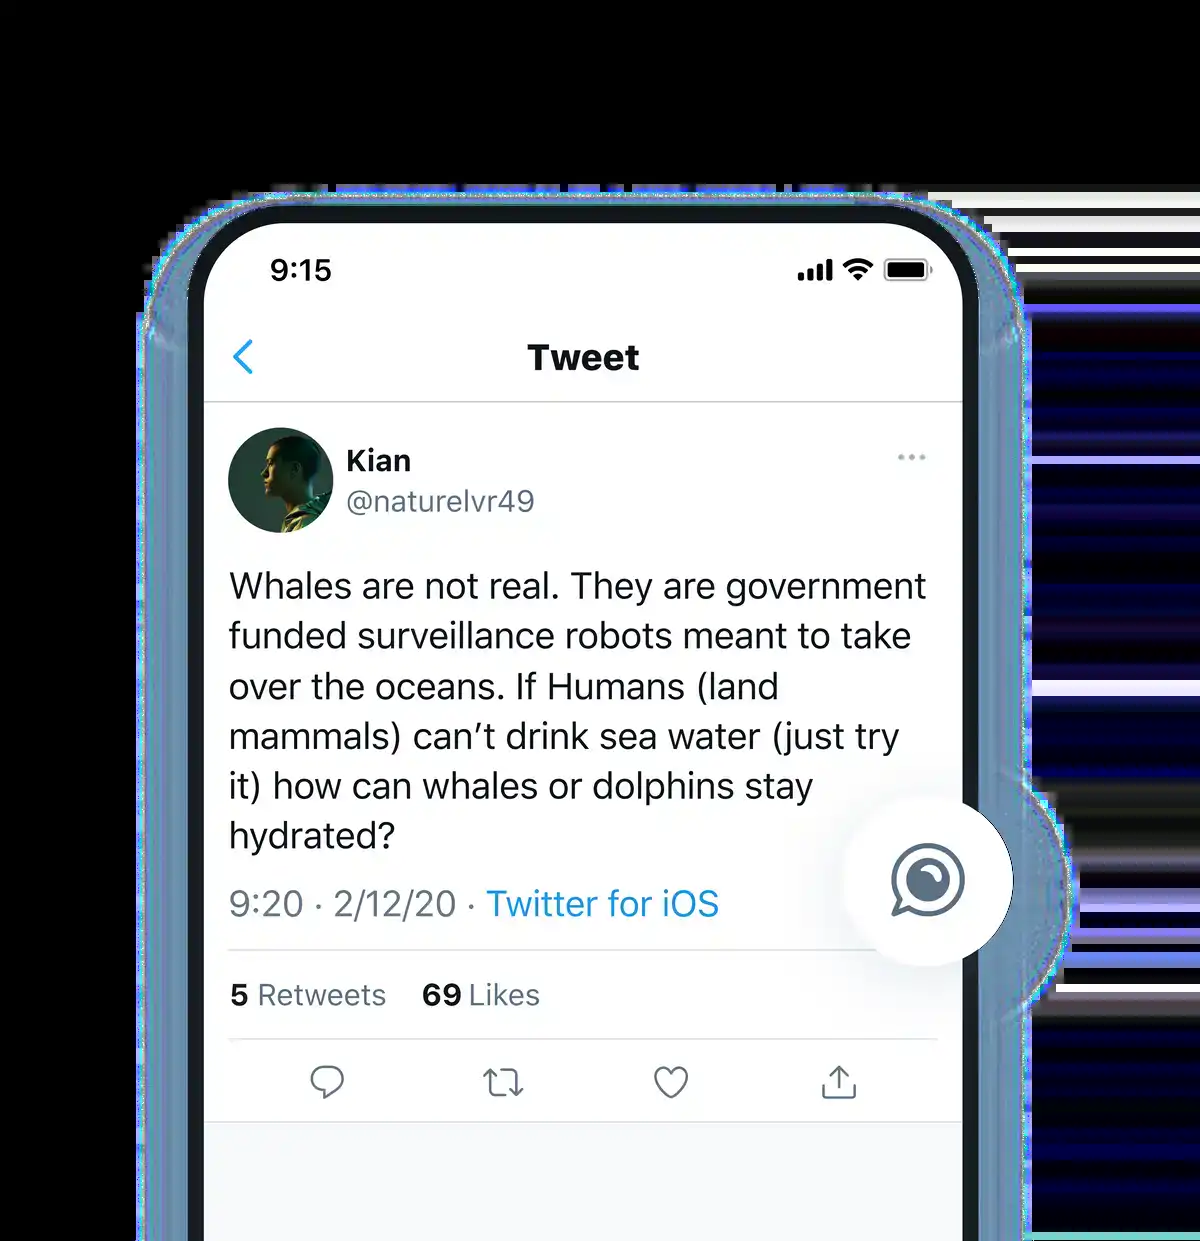 9:15
Tweet
Kian
@naturelvr49
Whales are not real. They are government
funded surveillance robots meant to take
over the oceans. If Humans (land
mammals) can’t drink sea water (just try
it) how can whales or dolphins stay
hydrated?
9:20 · 2/12/20 · Twitter for iOS
5 Retweets 69 Likes